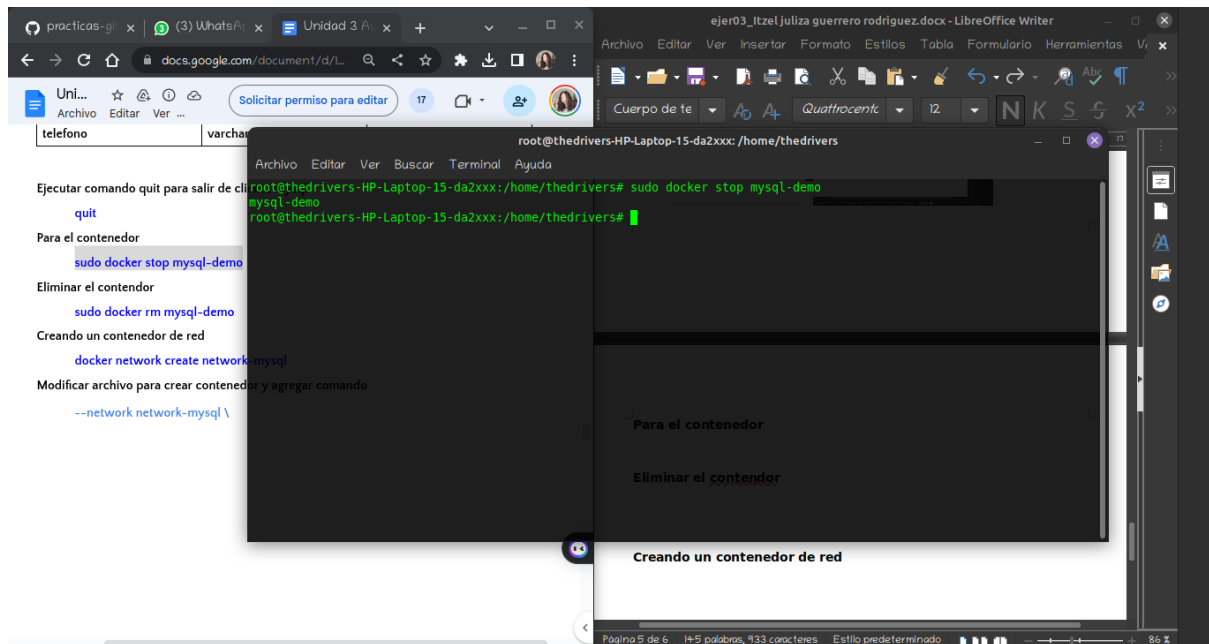 practicas-gi
(3) WhatsAp
Unidad 3 A
docs.google.com/document/d/1...
Uni...
Archivo Editar Ver ...
Solicitar permiso para editar
17
telefono
varchar
Ejecutar comando quit para salir de cli
quit
Para el contenedor
sudo docker stop mysql-demo
Eliminar el contendor
sudo docker rm mysql-demo
Creando un contenedor de red
docker network create network-mysql
Modificar archivo para crear contenedor y agregar comando
--network network-mysql \
root@thedrivers-HP-Laptop-15-da2xxx: /home/thedrivers
Archivo Editar Ver Buscar Terminal Ayuda
root@thedrivers-HP-Laptop-15-da2xxx:/home/thedrivers# sudo docker stop mysql-demo
mysql-demo
root@thedrivers-HP-Laptop-15-da2xxx:/home/thedrivers#
ejer03_Itzel juliza guerrero rodriguez.docx - LibreOffice Writer
Archivo Editar Ver Insertar Formato Estilos Tabla Formulario Herramientas
Cuerpo de te
Quattrocentc
12
N K S S X²
17
Para el contenedor
Eliminar el contendor
Creando un contenedor de red
Página 5 de 6 145 palabras, 933 caracteres Estilo predeterminado 86 %